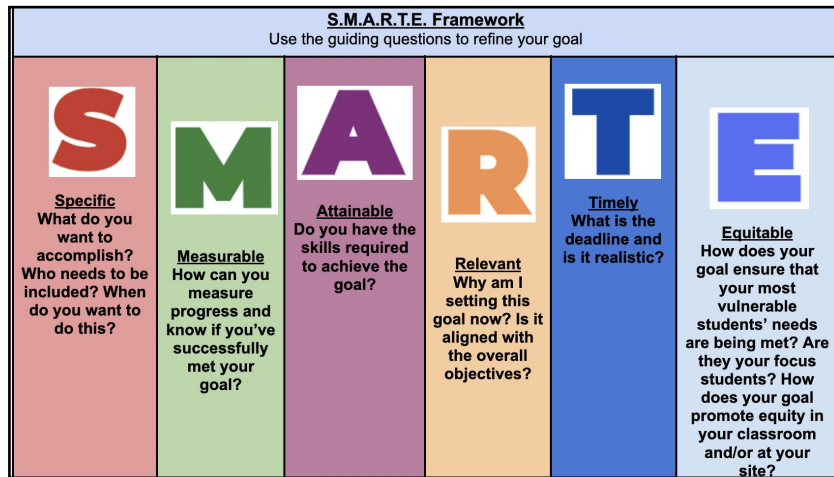 S.M.A.R.T.E. Framework
Use the guiding questions to refine your goal
S
Specific
What do you
want to
accomplish?
Who needs to be
included? When
do you want to
do this?
M
Measurable
How can you
measure
progress and
know if you've
successfully
met your
goal?
A
Attainable
Do you have the
skills required
to achieve the
goal?
R
Relevant
Why am I
setting this
goal now? Is it
aligned with
the overall
objectives?
T
Timely
What is the
deadline and
is it realistic?
E
Equitable
How does your
goal ensure that
your most
vulnerable
students' needs
are being met? Are
they your focus
students? How
does your goal
promote equity in
your classroom
and/or at your
site?